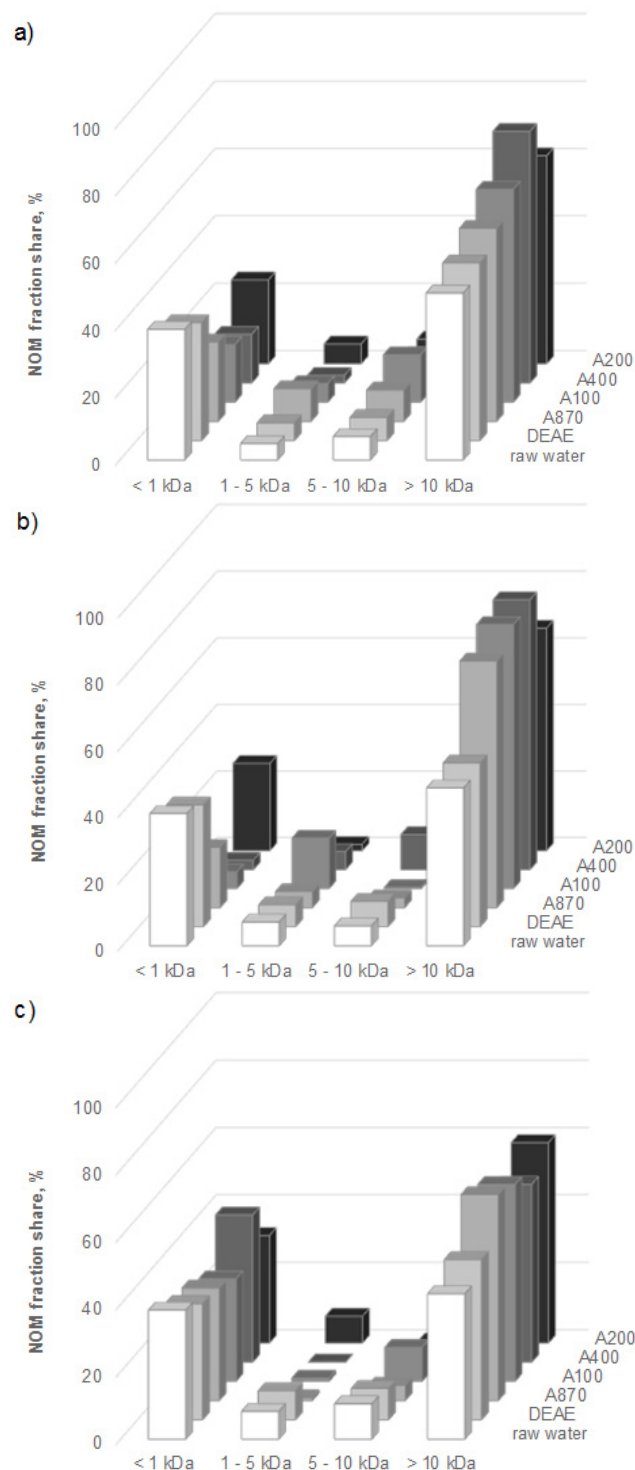 a)
NOM fraction share, %
100
80
60
40
20
0
< 1 kDa 1 - 5 kDa 5 - 10 kDa > 10 kDa
A200
A400
A100
A870
DEAE
raw water
b)
NOM fraction share, %
100
80
60
40
20
0
< 1 kDa 1 - 5 kDa 5 - 10 kDa > 10 kDa
A200
A400
A100
A870
DEAE
raw water
c)
NOM fraction share, %
100
80
60
40
20
0
< 1 kDa 1 - 5 kDa 5 - 10 kDa > 10 kDa
A200
A400
A100
A870
DEAE
raw water